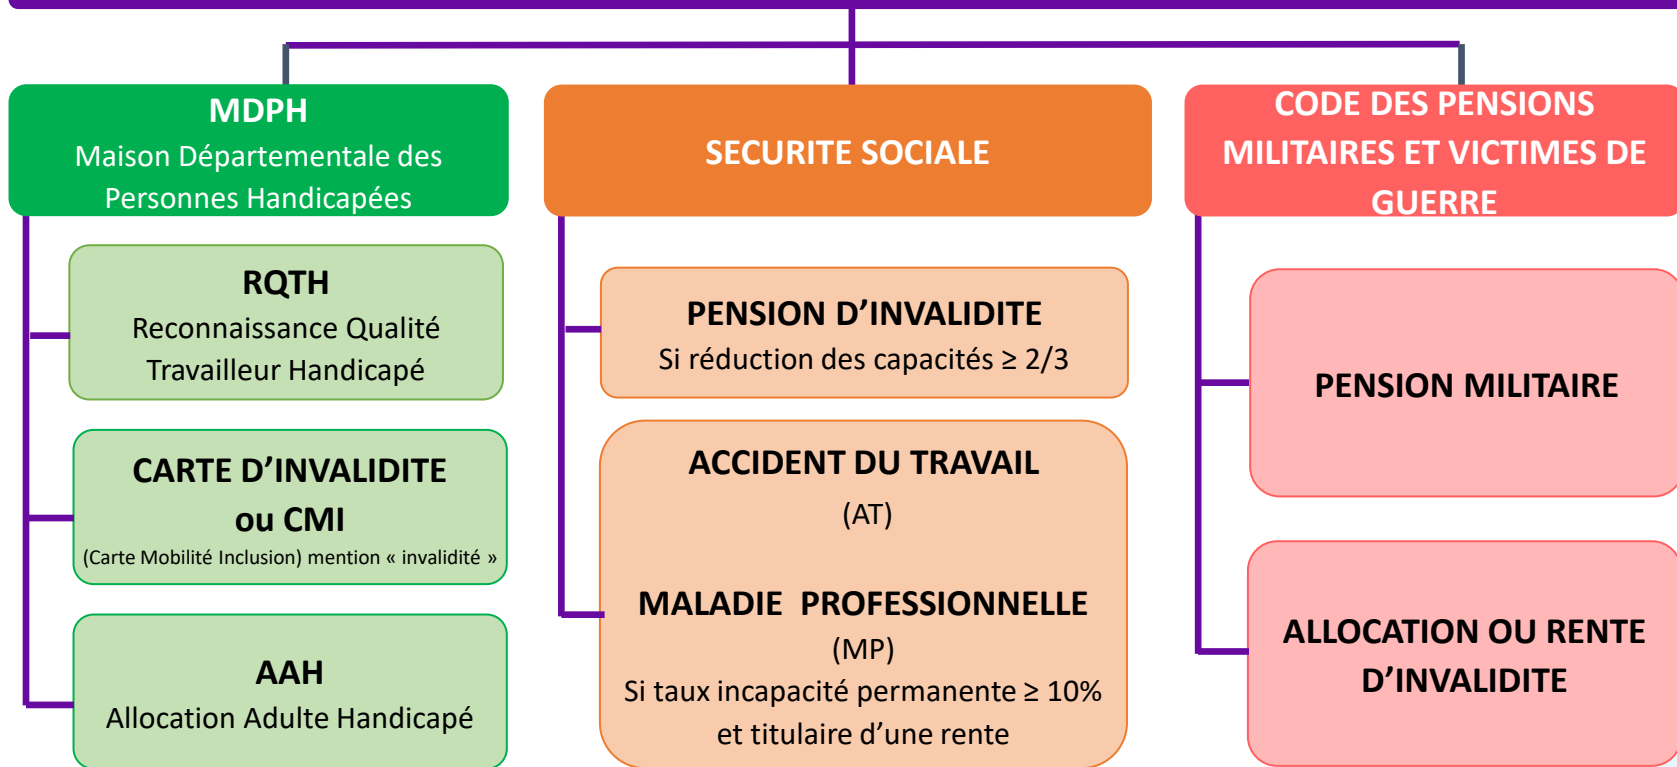 MDPH
Maison Départementale des
Personnes Handicapées
RQTH
Reconnaissance Qualité
Travailleur Handicapé
CARTE D’INVALIDITE
ou CMI
(Carte Mobilité Inclusion) mention « invalidité »
AAH
Allocation Adulte Handicapé
SECURITE SOCIALE
PENSION D’INVALIDITE
Si réduction des capacités ≥ 2/3
ACCIDENT DU TRAVAIL
(AT)
MALADIE PROFESSIONNELLE
(MP)
Si taux incapacité permanente ≥ 10%
et titulaire d’une rente
CODE DES PENSIONS
MILITAIRES ET VICTIMES DE
GUERRE
PENSION MILITAIRE
ALLOCATION OU RENTE
D’INVALIDITE